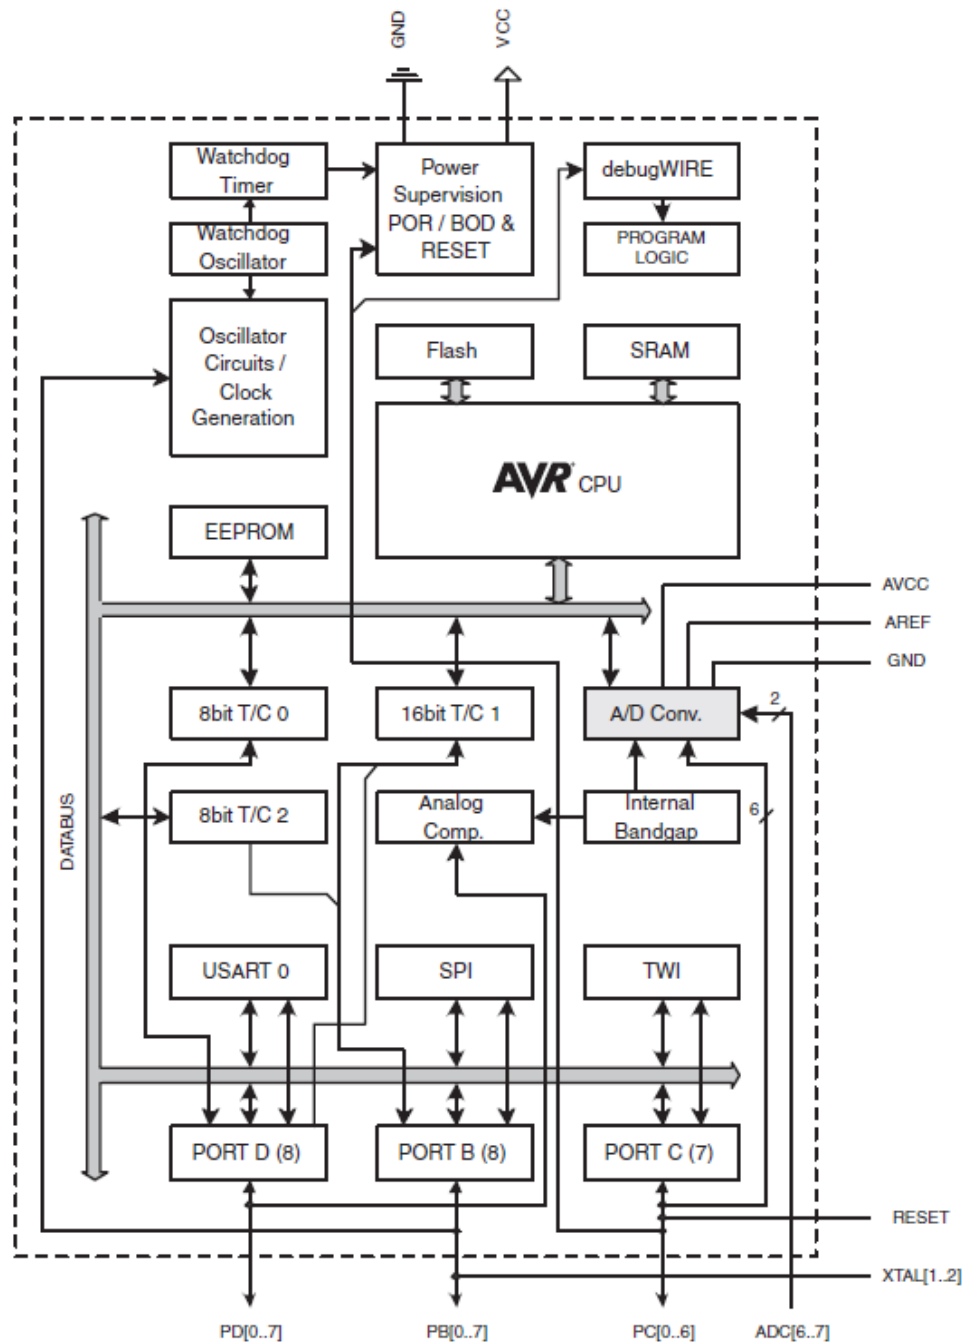 GND
VCC
Watchdog
Timer
Power
Supervision
POR / BOD &
RESET
debugWIRE
Watchdog
Oscillator
PROGRAM
LOGIC
Oscillator
Circuits /
Clock
Generation
Flash
SRAM
AVR CPU
EEPROM
AVCC
AREF
GND
8bit T/C 0
16bit T/C 1
A/D Conv.
2
DATABUS
8bit T/C 2
Analog
Comp.
Internal
Bandgap
6
USART 0
SPI
TWI
PORT D (8)
PORT B (8)
PORT C (7)
RESET
XTAL[1..2]
PD[0..7]
PB[0..7]
PC[0..6]
ADC[6..7]